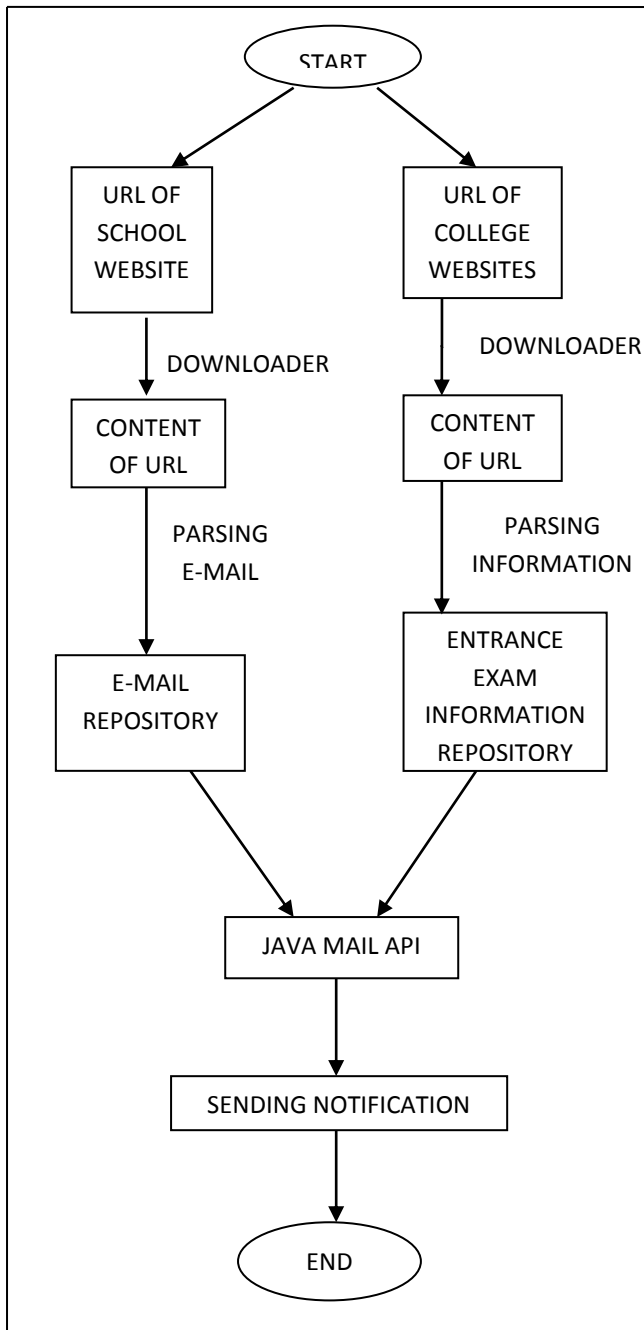 START
URL OF
SCHOOL
WEBSITE
URL OF
COLLEGE
WEBSITES
DOWNLOADER
DOWNLOADER
CONTENT
OF URL
CONTENT
OF URL
PARSING
E-MAIL
PARSING
INFORMATION
E-MAIL
REPOSITORY
ENTRANCE
EXAM
INFORMATION
REPOSITORY
JAVA MAIL API
SENDING NOTIFICATION
END